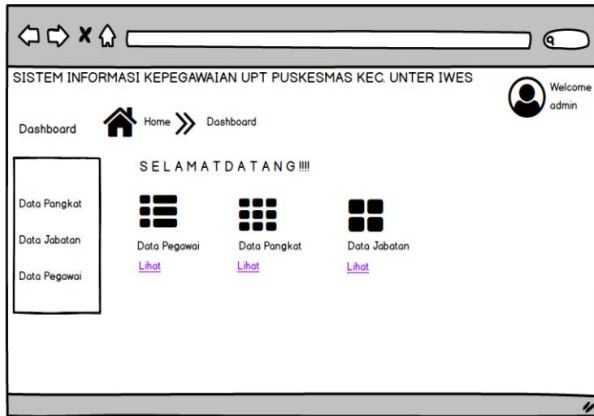 SISTEM INFORMASI KEPEGAWAIAN UPT PUSKESMAS KEC. UNTER IWES
Welcome
admin
Dashboard
Home
Dashboard
S E L A M A T D A T A N G !!!!
Data Pangkat
Data Jabatan
Data Pegawai
Data Pegawai
Data Pangkat
Data Jabatan
Lihat
Lihat
Lihat